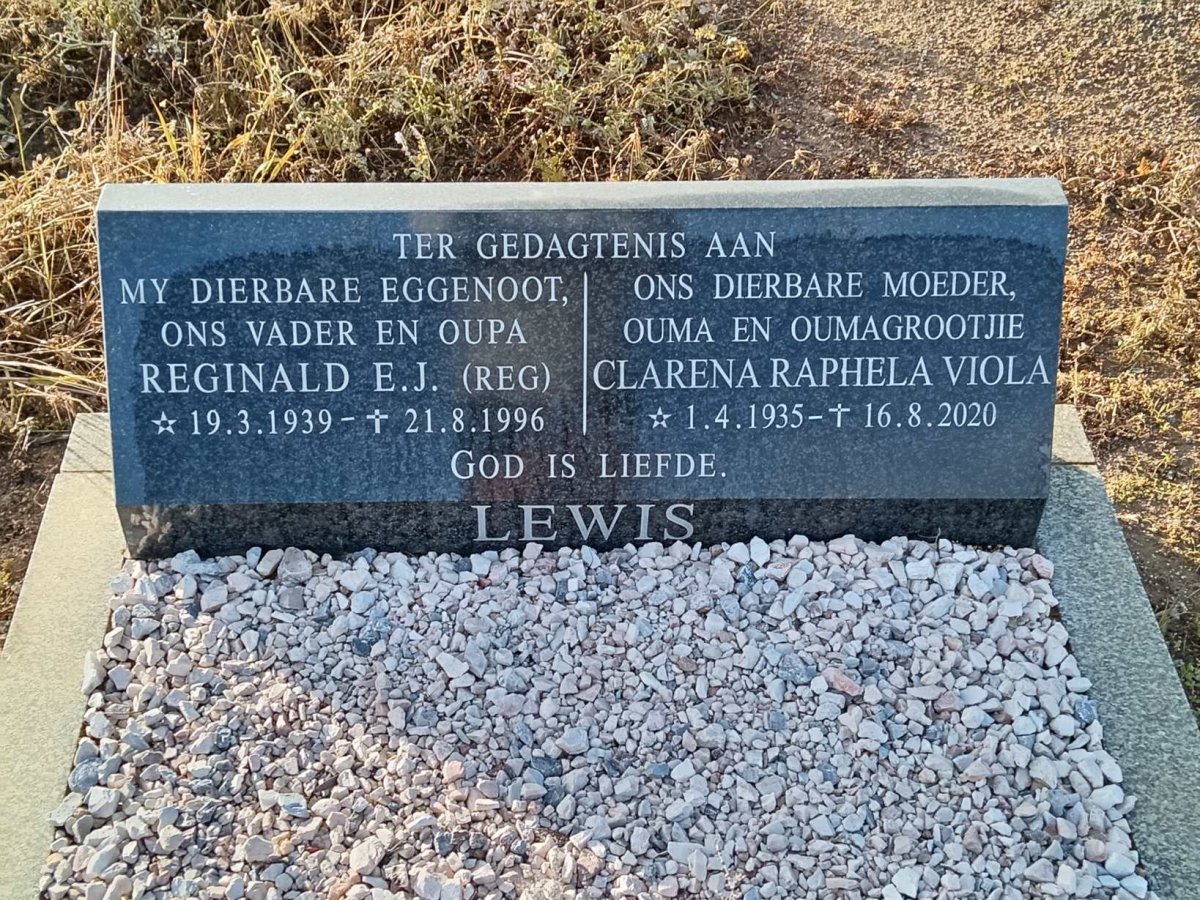 TER GEDAGTENIS AAN
MY DIERBARE EGGENOOT,
ONS VADER EN OUPA
REGINALD E.J. (REG)
☆ 19.3.1939 - ✝ 21.8.1996
ONS DIERBARE MOEDER,
OUMA EN OUMAGROOTJIE
CLARENA RAPHELA VIOLA
☆ 1.4.1935 - ✝ 16.8.2020
GOD IS LIEFDE.
LEWIS